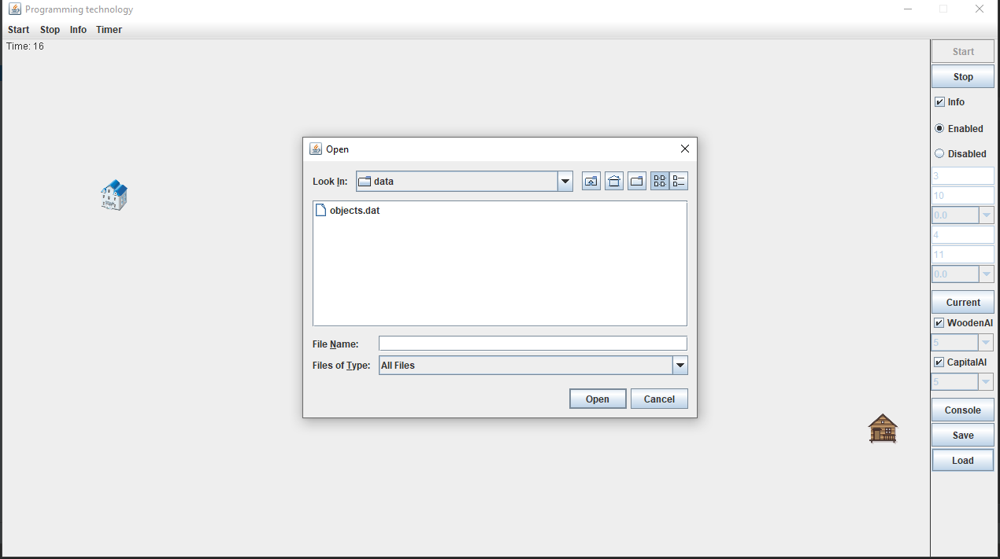 Programming technology
Start Stop Info Timer
Time: 16
Start
Stop
Info
Enabled
Disabled
3
10
0.0
4
11
0.0
Current
WoodenAI
5
CapitalAI
5
Console
Save
Load
Open
Look In: data
objects.dat
File Name:
Files of Type: All Files
Open Cancel